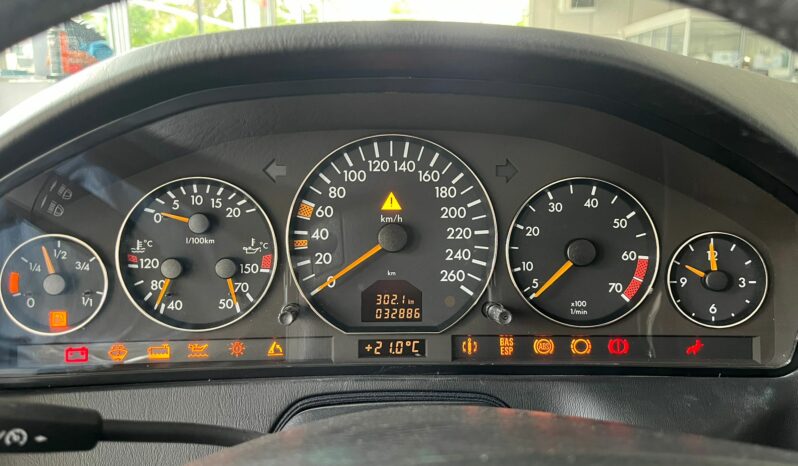 120 140
100 160
80 180
60 km/h 200
40 220
20 km 240
0 260
302.1 km
032886
5 10 15
0 20
l/100km
°C °C
120 150
80
40 50
1/4 1/2 3/4
0 1/1
30 40
20 50
10 60
5 70
x100
1/min
12
9 3
6
+21.0°C
BAS
ESP
ABS